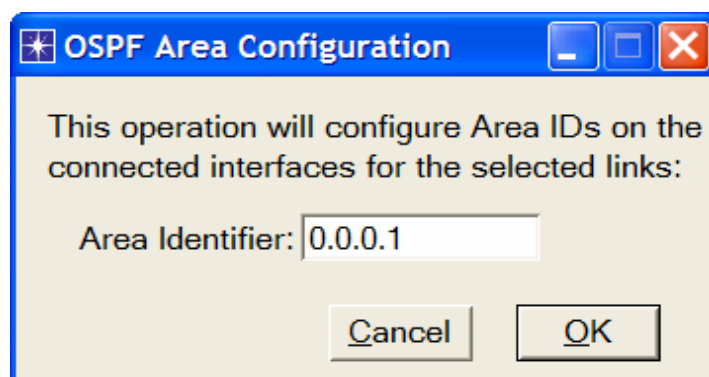 OSPF Area Configuration
This operation will configure Area IDs on the
connected interfaces for the selected links:
Area Identifier: 0.0.0.1
Cancel OK